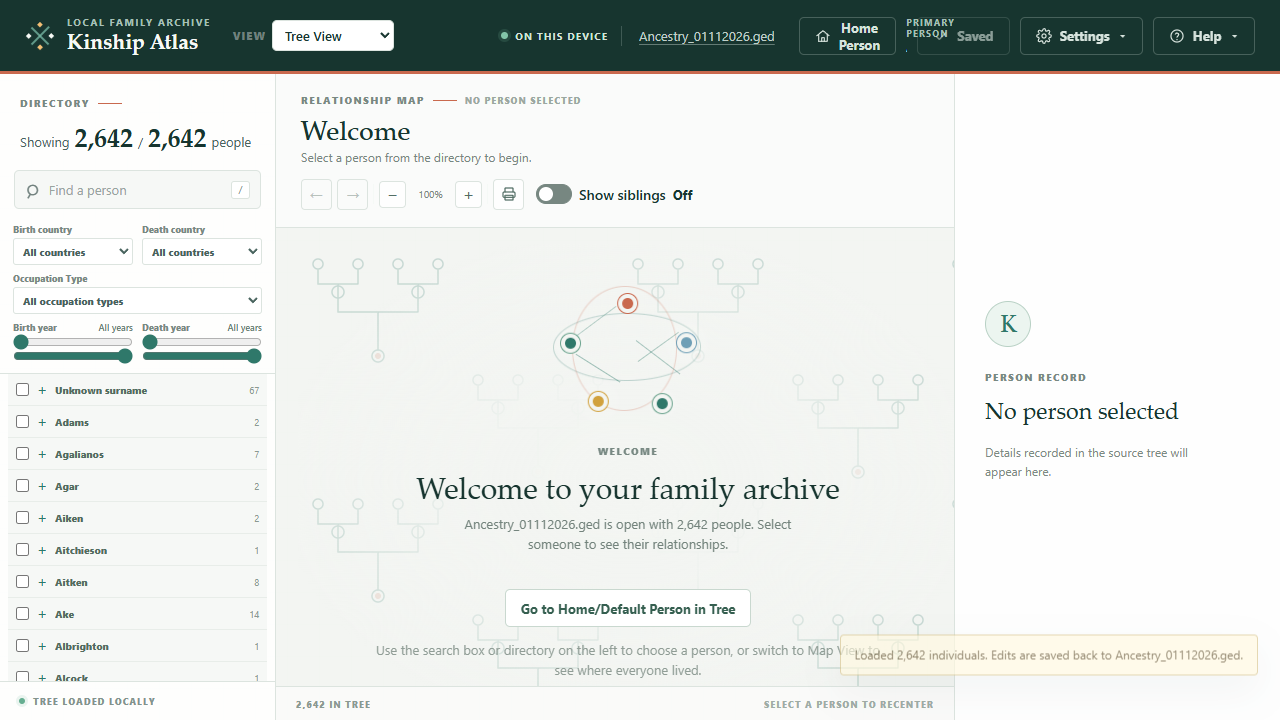 LOCAL FAMILY ARCHIVE
Kinship Atlas
VIEW
Tree View
ON THIS DEVICE
Ancestry_01112026.ged
Home Person
PRIMARY PERSON
Saved
Settings
Help
DIRECTORY
Showing 2,642 / 2,642 people
Find a person
/
Birth country
Death country
All countries
All countries
Occupation Type
All occupation types
Birth year All years
Death year All years
+ Unknown surname 67
+ Adams 2
+ Agalianos 7
+ Agar 2
+ Aiken 2
+ Aitchieson 1
+ Aitken 8
+ Ake 14
+ Albrighton 1
+ Alcock 1
TREE LOADED LOCALLY
RELATIONSHIP MAP
NO PERSON SELECTED
Welcome
Select a person from the directory to begin.
← → − 100% +
Show siblings Off
WELCOME
Welcome to your family archive
Ancestry_01112026.ged is open with 2,642 people. Select
someone to see their relationships.
Go to Home/Default Person in Tree
Use the search box or directory on the left to choose a person, or switch to Map View to
see where everyone lived.
2,642 IN TREE
SELECT A PERSON TO RECENTER
K
PERSON RECORD
No person selected
Details recorded in the source tree will
appear here.
Loaded 2,642 individuals. Edits are saved back to Ancestry_01112026.ged.